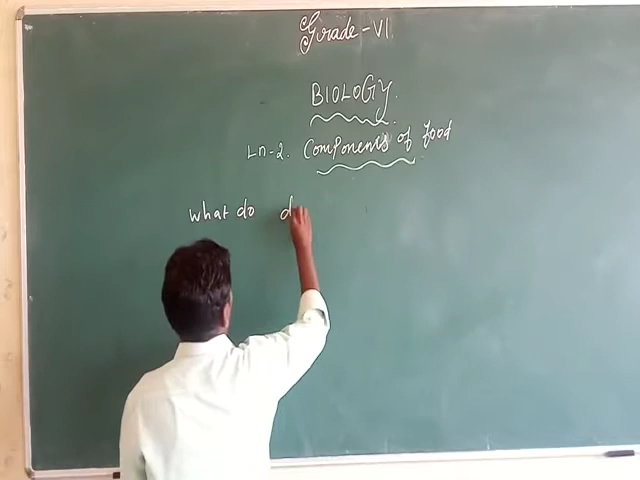 Grade - VI
BIOLOGY.
Ln-2. Components of food
What do d